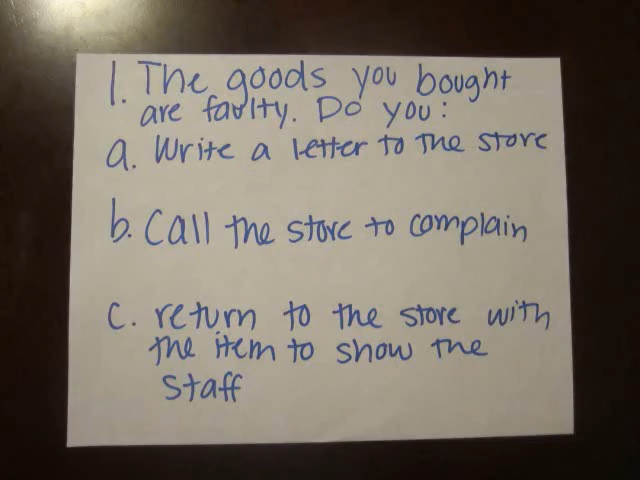 1. The goods you bought
are faulty. Do you:
a. Write a letter to the store
b. Call the store to complain
c. return to the store with
the item to show the
staff